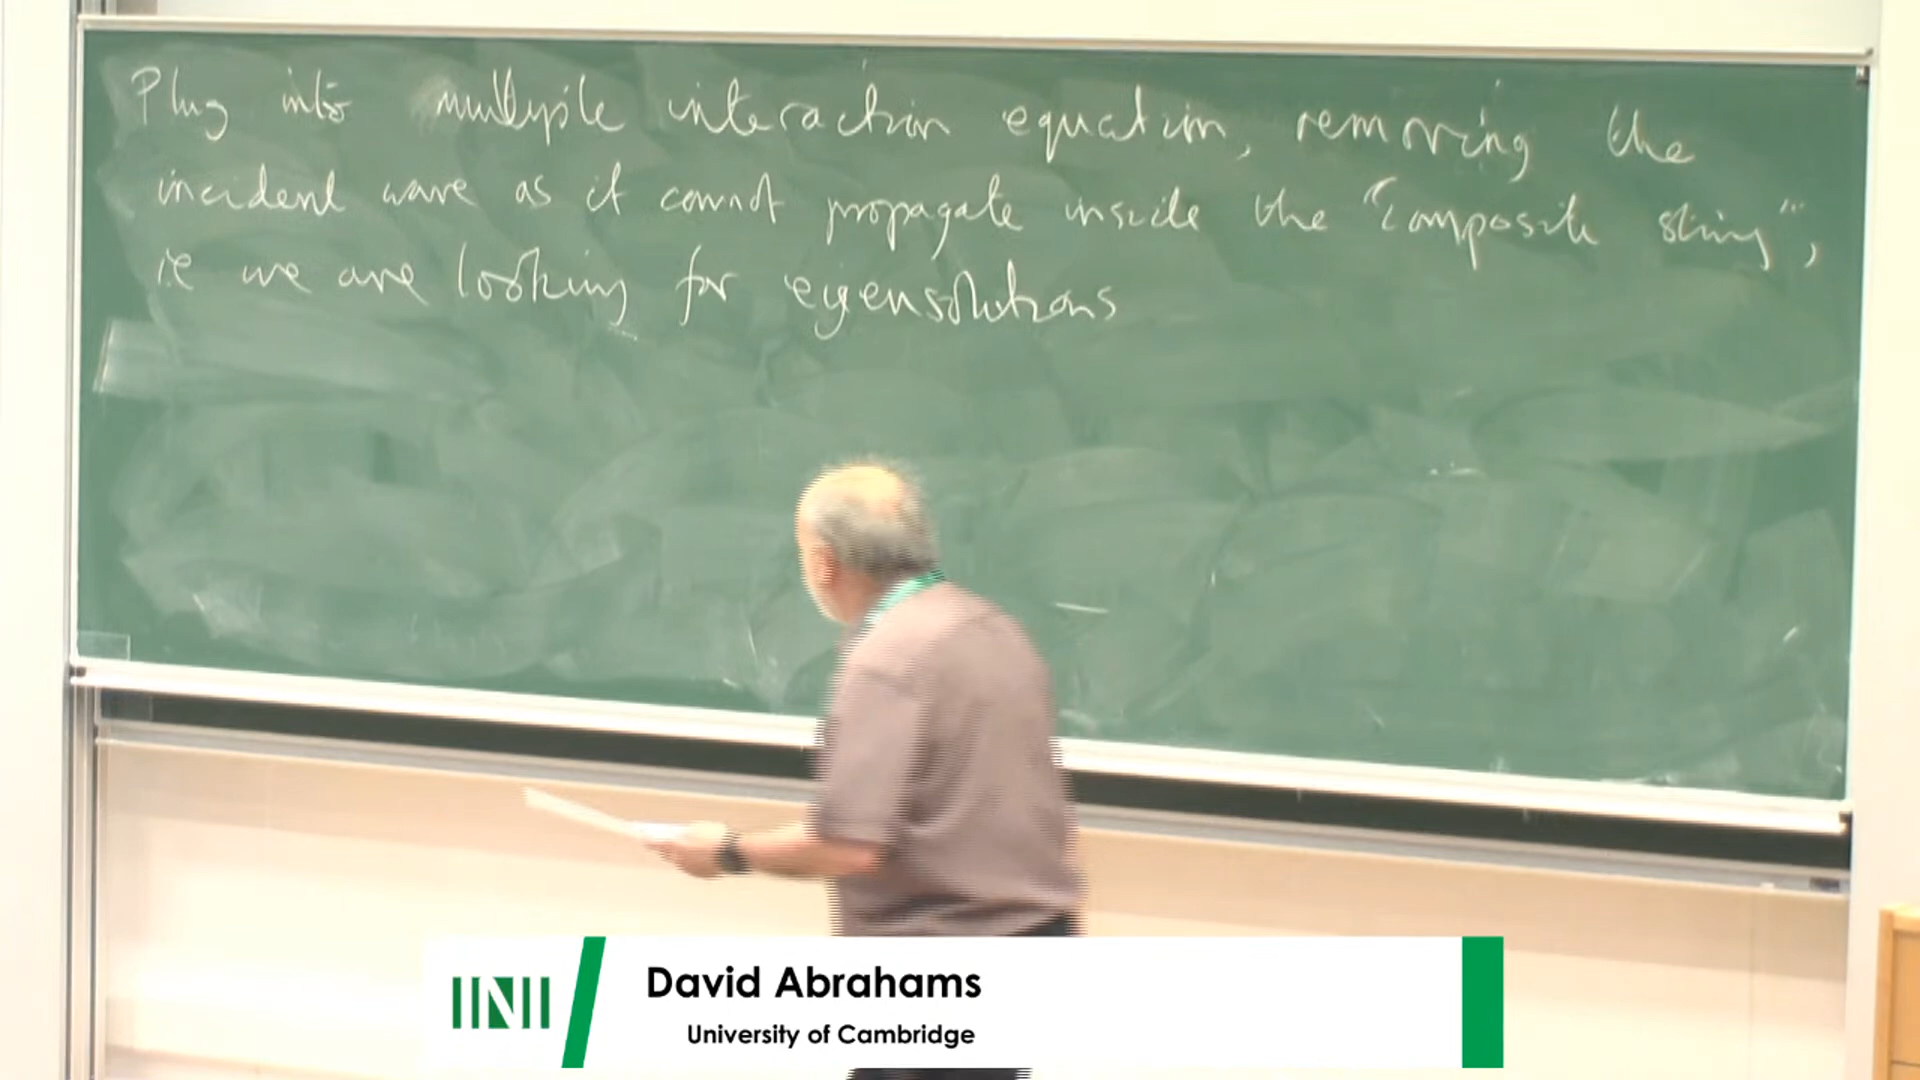 Plug into multiple interaction equation, removing the
incident wave as it cannot propagate inside the "composite string",
i.e we are looking for eigensolutions
INI
David Abrahams
University of Cambridge